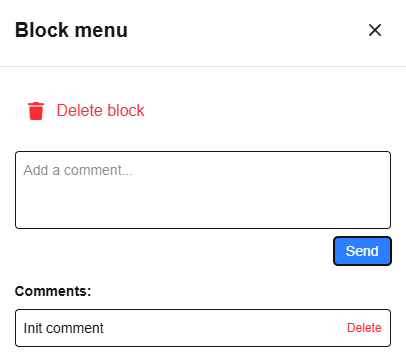 Block menu
Delete block
Add a comment...
Send
Comments:
Init comment Delete